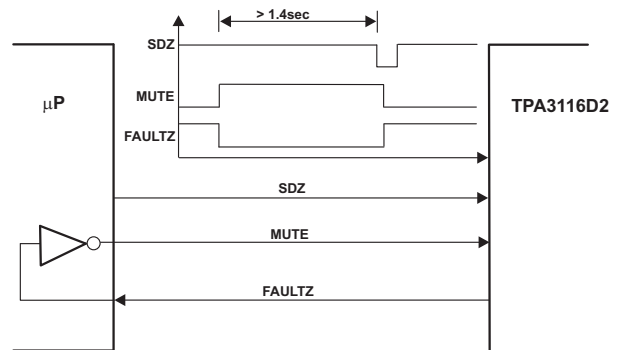 > 1.4sec
SDZ
MUTE
FAULTZ
μP
TPA3116D2
SDZ
MUTE
FAULTZ